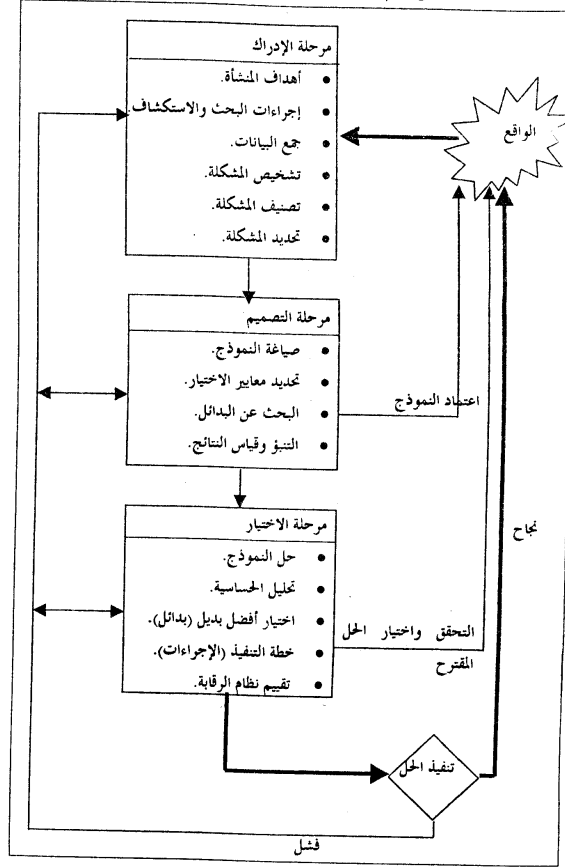 مرحلة الإدراك
• أهداف المنشأة.
• إجراءات البحث والاستكشاف.
• جمع البيانات.
• تشخيص المشكلة.
• تصنيف المشكلة.
• تحديد المشكلة.
الواقع
مرحلة التصميم
• صياغة النموذج.
• تحديد معايير الاختيار.
• البحث عن البدائل.
• التنبؤ وقياس النتائج.
اعتماد النموذج
مرحلة الاختيار
• حل النموذج.
• تحليل الحساسية.
• اختيار أفضل بديل (بدائل).
• خطة التنفيذ (الإجراءات).
• تقييم نظام الرقابة.
نجاح
التحقق واختيار الحل
المقترح
تنفيذ الحل
فشل